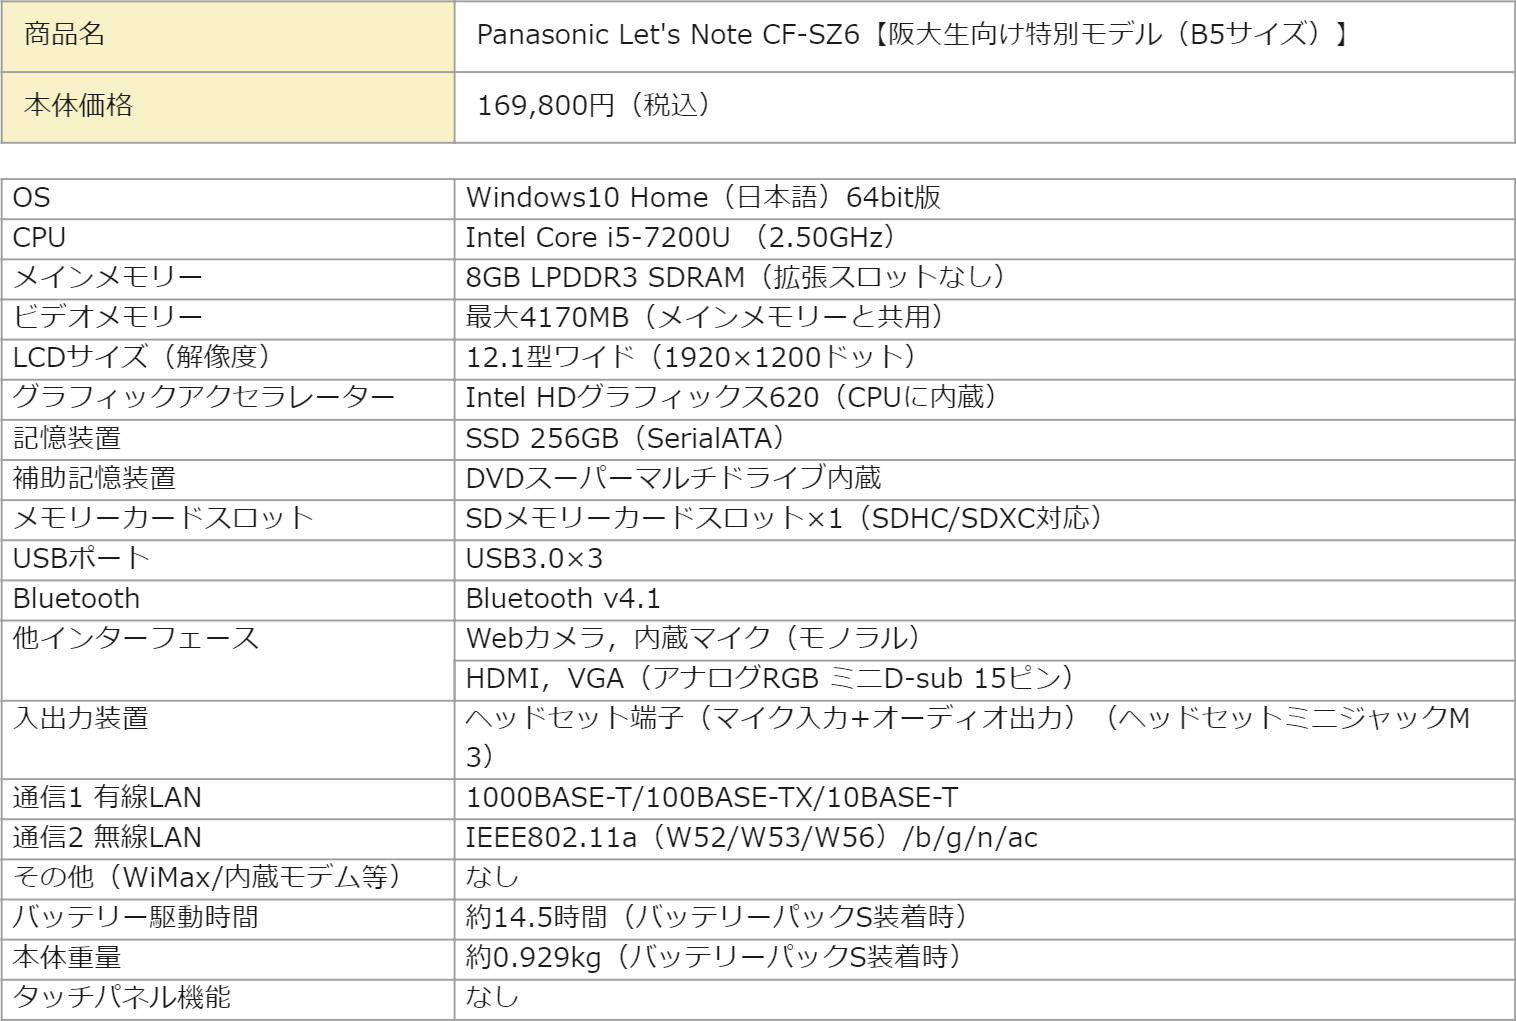 商品名 Panasonic Let's Note CF-SZ6【阪大生向け特別モデル（B5サイズ）】
本体価格 169,800円（税込）
OS Windows10 Home（日本語）64bit版
CPU Intel Core i5-7200U （2.50GHz）
メインメモリー 8GB LPDDR3 SDRAM（拡張スロットなし）
ビデオメモリー 最大4170MB（メインメモリーと共用）
LCDサイズ（解像度） 12.1型ワイド（1920×1200ドット）
グラフィックアクセラレーター Intel HDグラフィックス620（CPUに内蔵）
記憶装置 SSD 256GB（SerialATA）
補助記憶装置 DVDスーパーマルチドライブ内蔵
メモリーカードスロット SDメモリーカードスロット×1（SDHC/SDXC対応）
USBポート USB3.0×3
Bluetooth Bluetooth v4.1
他インターフェース Webカメラ，内蔵マイク（モノラル）
HDMI，VGA（アナログRGB ミニD-sub 15ピン）
入出力装置 ヘッドセット端子（マイク入力+オーディオ出力）（ヘッドセットミニジャックM
3）
通信1 有線LAN 1000BASE-T/100BASE-TX/10BASE-T
通信2 無線LAN IEEE802.11a（W52/W53/W56）/b/g/n/ac
その他（WiMax/内蔵モデム等） なし
バッテリー駆動時間 約14.5時間（バッテリーパックS装着時）
本体重量 約0.929kg（バッテリーパックS装着時）
タッチパネル機能 なし